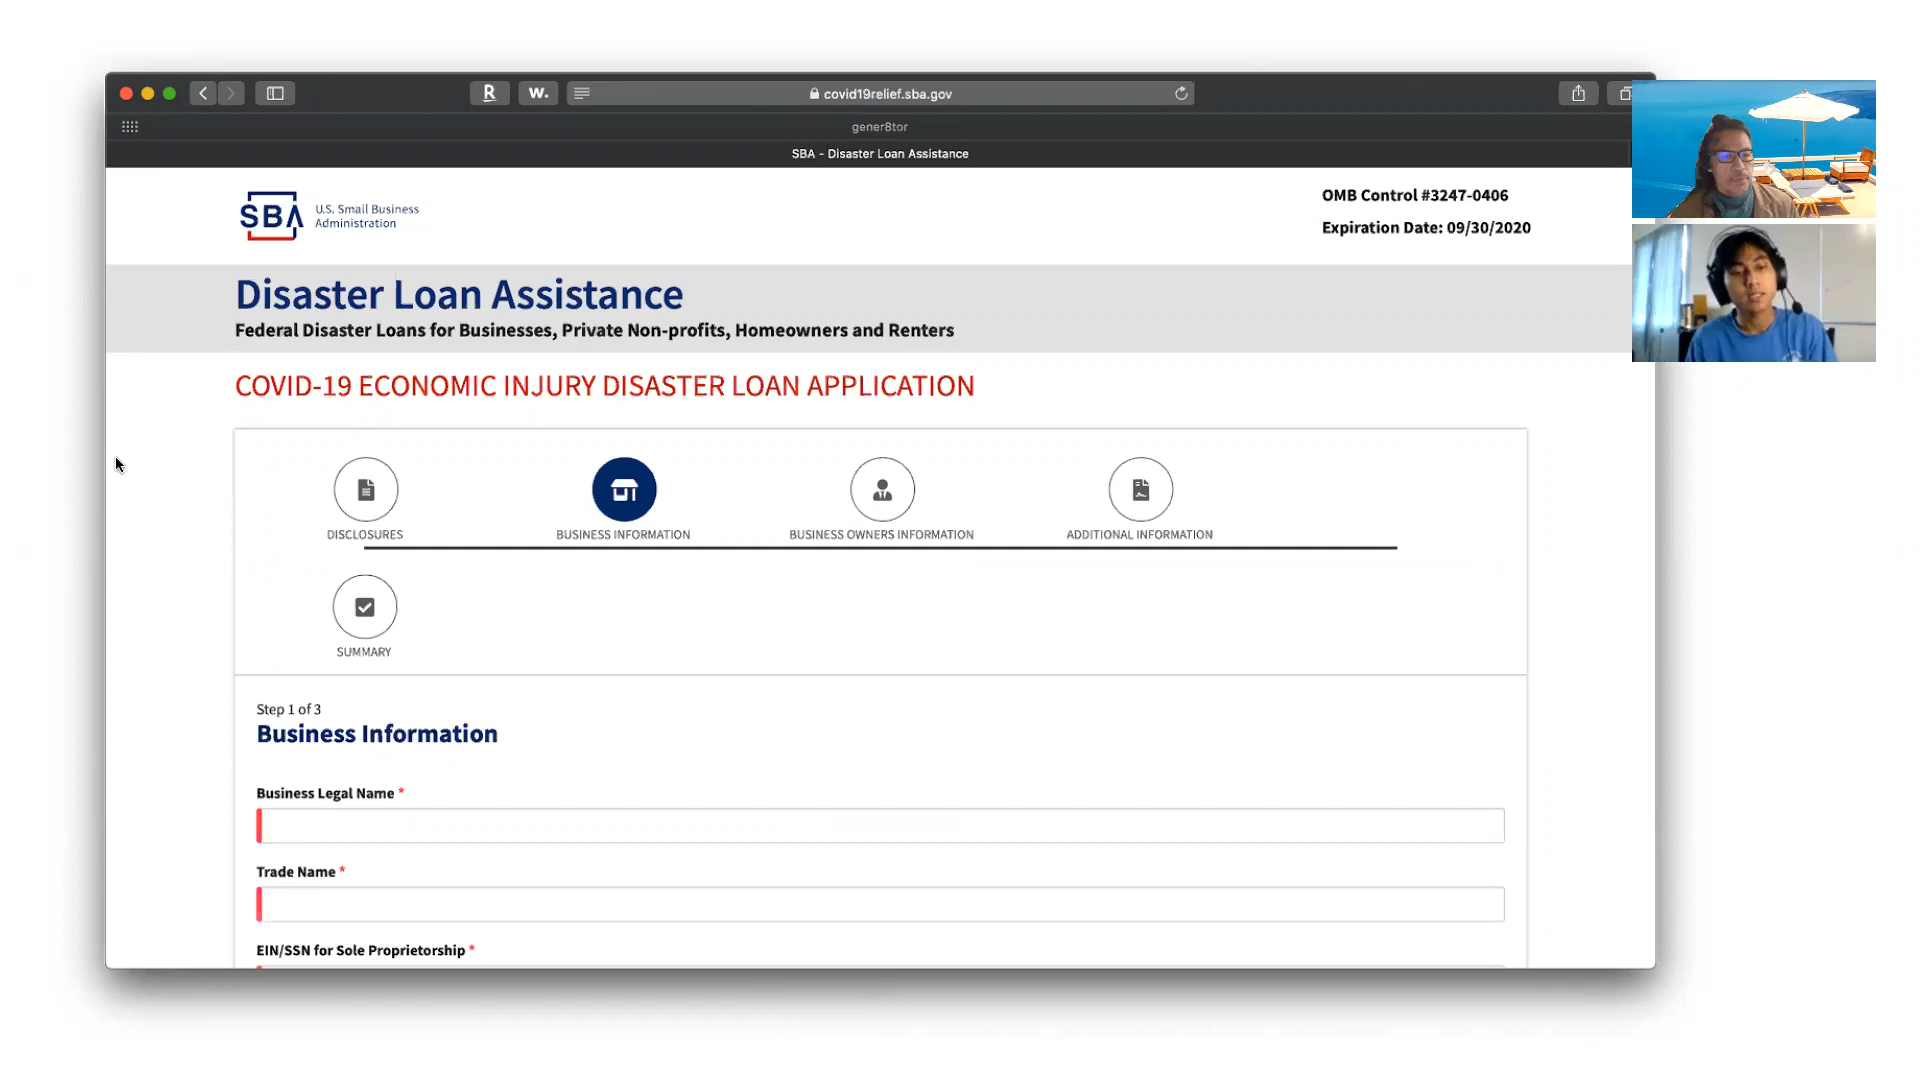 R
w.
covid19relief.sba.gov
gener8tor
SBA - Disaster Loan Assistance
SBA
U.S. Small Business
Administration
OMB Control #3247-0406
Expiration Date: 09/30/2020
Disaster Loan Assistance
Federal Disaster Loans for Businesses, Private Non-profits, Homeowners and Renters
COVID-19 ECONOMIC INJURY DISASTER LOAN APPLICATION
DISCLOSURES
BUSINESS INFORMATION
BUSINESS OWNERS INFORMATION
ADDITIONAL INFORMATION
SUMMARY
Step 1 of 3
Business Information
Business Legal Name *
Trade Name *
EIN/SSN for Sole Proprietorship *